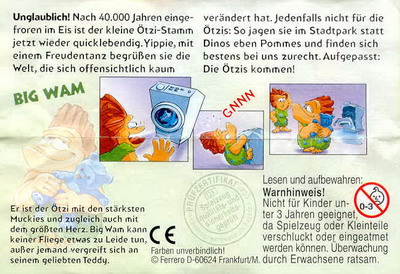 Unglaublich! Nach 40.000 Jahren einge-
froren im Eis ist der kleine Ötzi-Stamm
jetzt wieder quicklebendig. Yippie, mit
einem Freudentanz begrüßen sie die
Welt, die sich offensichtlich kaum
verändert hat. Jedenfalls nicht für die
Ötzis: So jagen sie im Stadtpark statt
Dinos eben Pommes und finden sich
bestens bei uns zurecht. Aufgepasst:
Die Ötzis kommen!
BIG WAM
GNNN
Er ist der Ötzi mit den stärksten
Muckies und zugleich auch mit
dem größten Herz. Big Wam kann
keiner Fliege etwas zu Leide tun,
außer jemand vergreift sich an
seinem geliebten Teddy.
PRÜFZERTIFIKAT
CE
Farben unverbindlich!
© Ferrero D-60624 Frankfurt/M.
Lesen und aufbewahren:
Warnhinweis!
Nicht für Kinder un-
ter 3 Jahren geeignet,
da Spielzeug oder Kleinteile
verschluckt oder eingeatmet
werden können. Überwachung
durch Erwachsene ratsam.
0-3